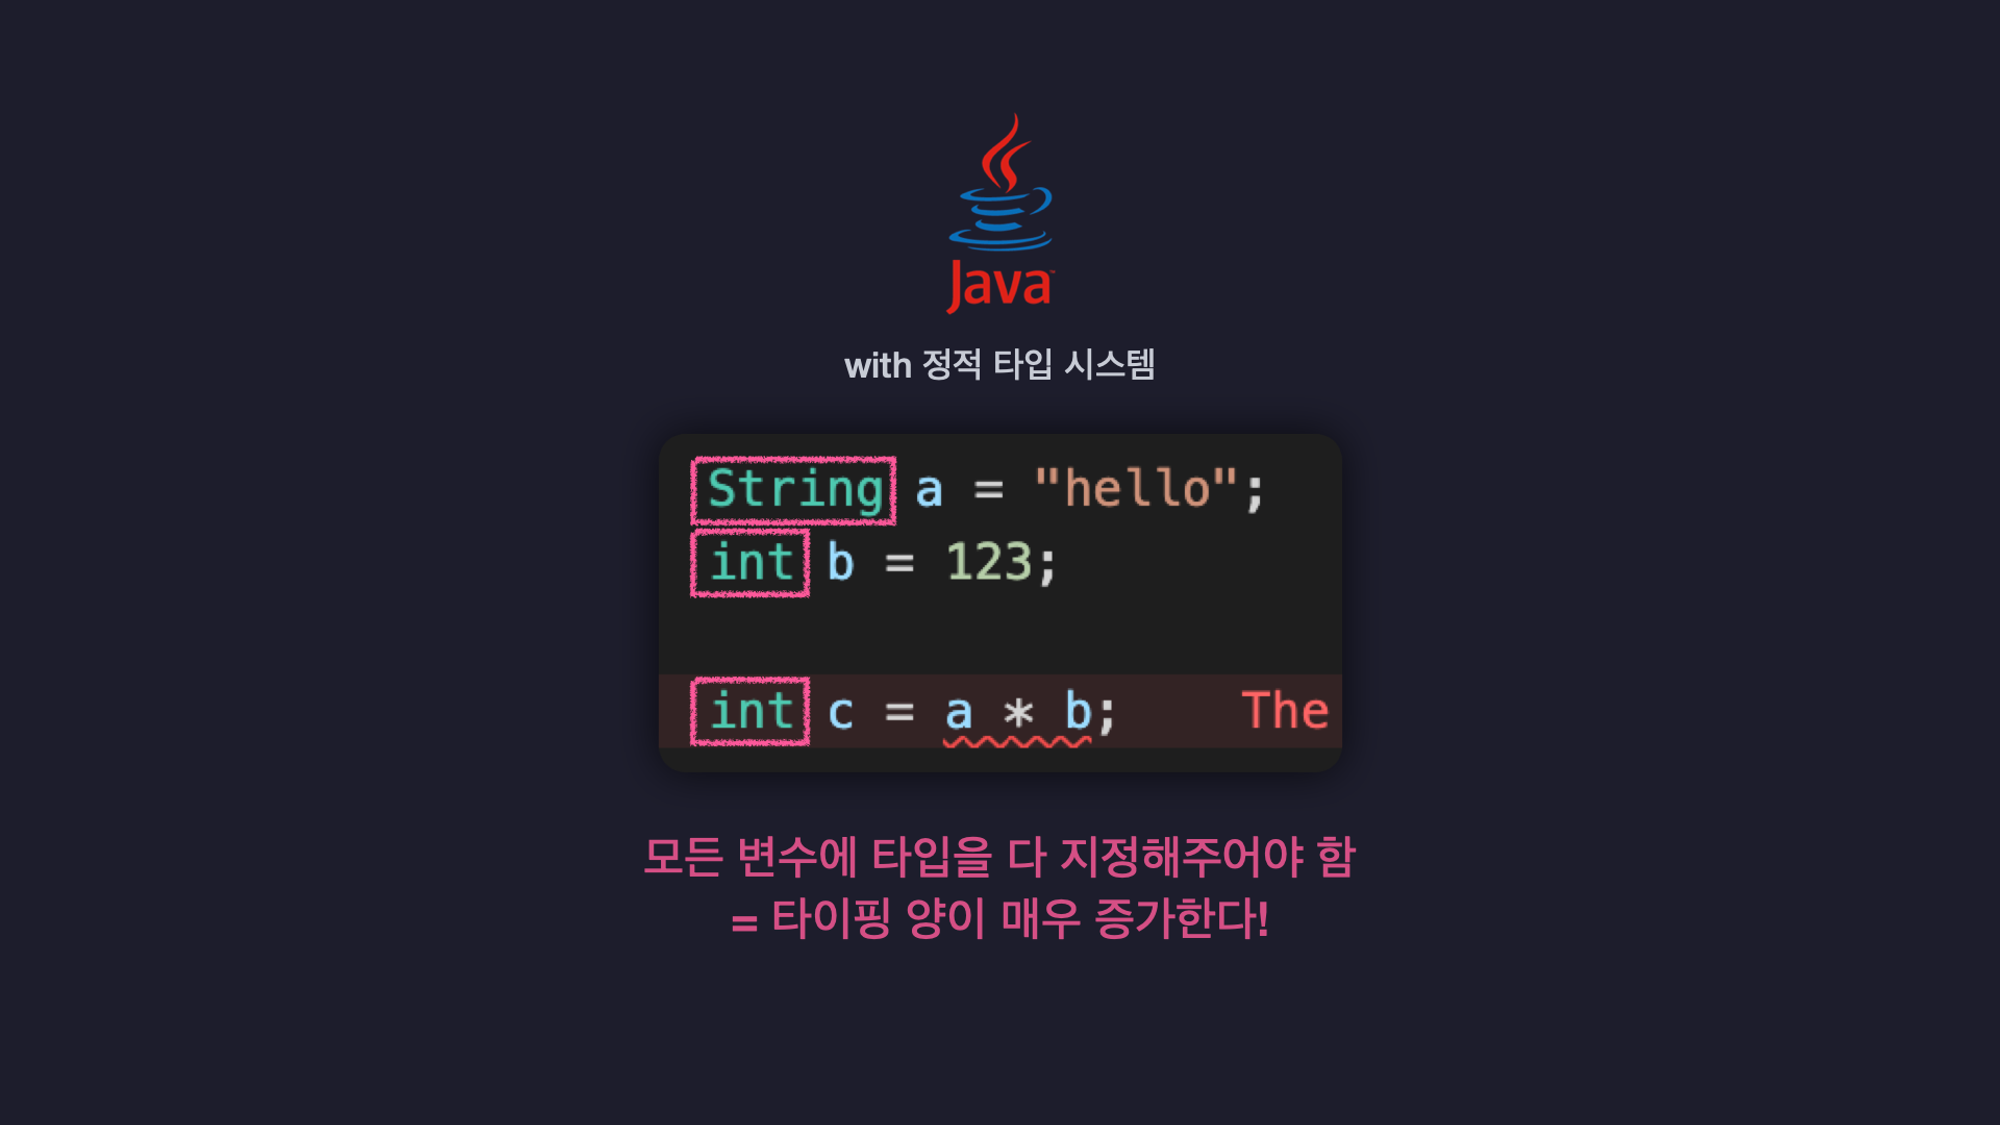 Java™
with 정적 타입 시스템
String a = "hello";
int b = 123;
int c = a * b; The
모든 변수에 타입을 다 지정해주어야 함
= 타이핑 양이 매우 증가한다!